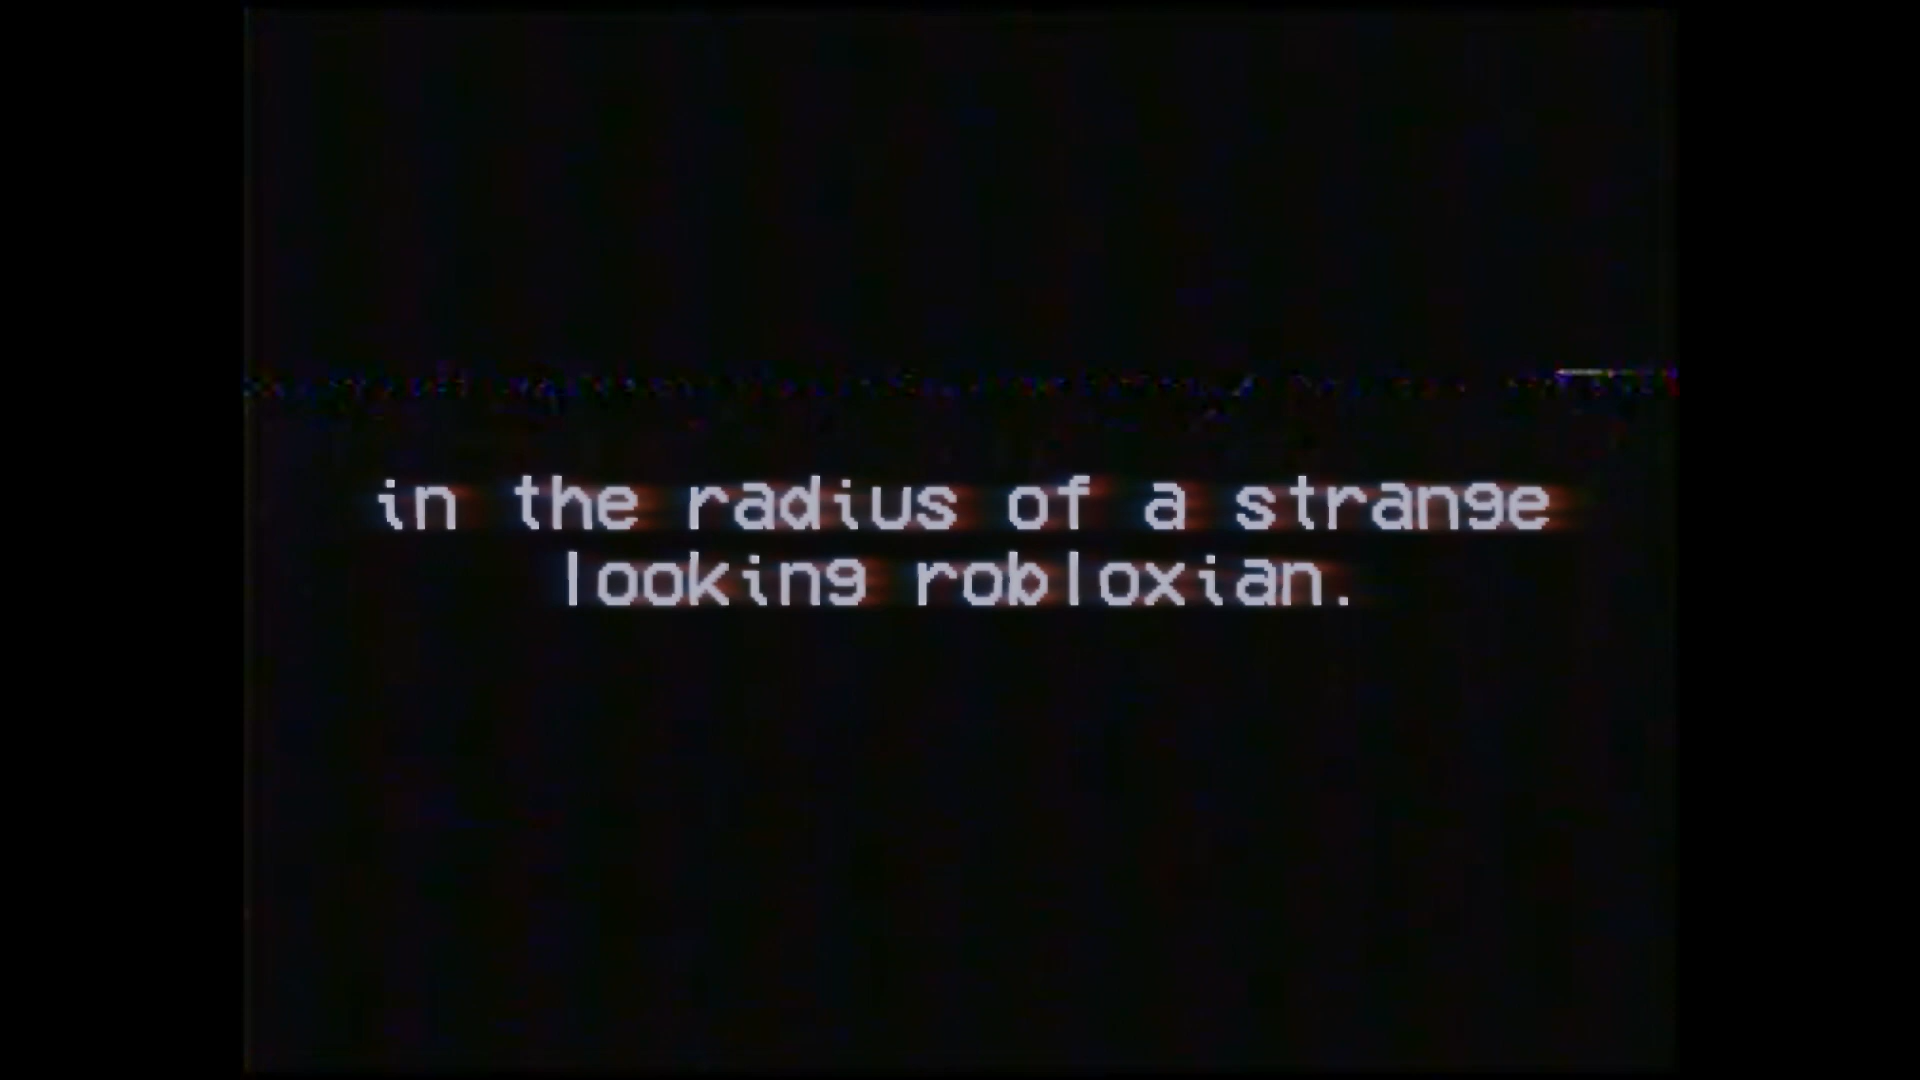 in the radius of a strange
looking robloxian.